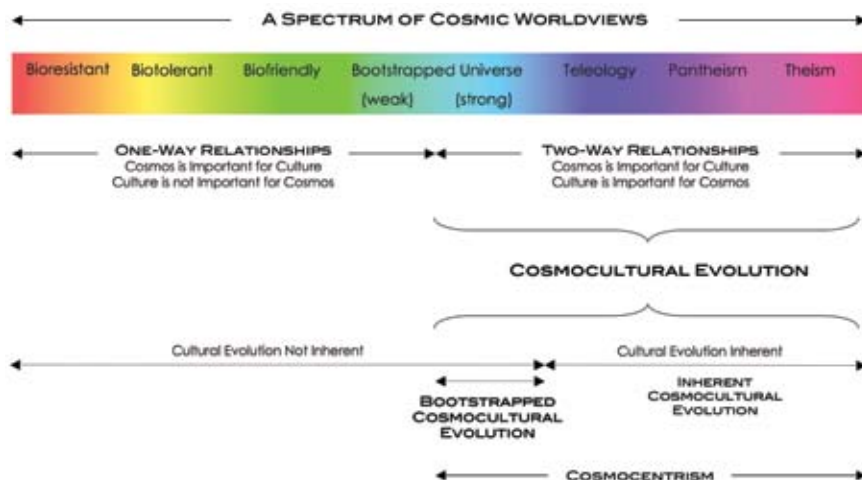 A SPECTRUM OF COSMIC WORLDVIEWS
Bioresistant Biotolerant Biofriendly Bootstrapped Universe Teleology Pantheism Theism
(weak) (strong)
ONE-WAY RELATIONSHIPS
Cosmos is Important for Culture
Culture is not Important for Cosmos
TWO-WAY RELATIONSHIPS
Cosmos is Important for Culture
Culture is Important for Cosmos
COSMOCULTURAL EVOLUTION
Cultural Evolution Not Inherent
Cultural Evolution Inherent
BOOTSTRAPPED
COSMOCULTURAL
EVOLUTION
INHERENT
COSMOCULTURAL
EVOLUTION
COSMOCENTRISM